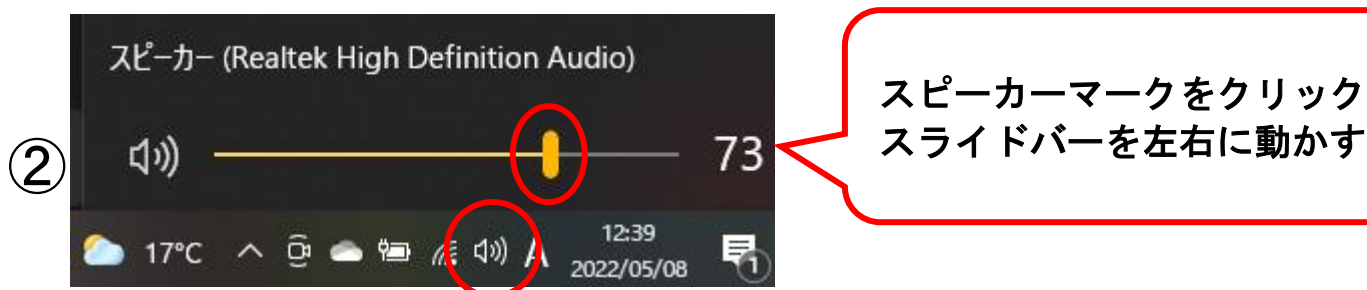 スピーカー (Realtek High Definition Audio)
スピーカーマークをクリック
スライドバーを左右に動かす
②
73
17°C
A
12:39
2022/05/08
1